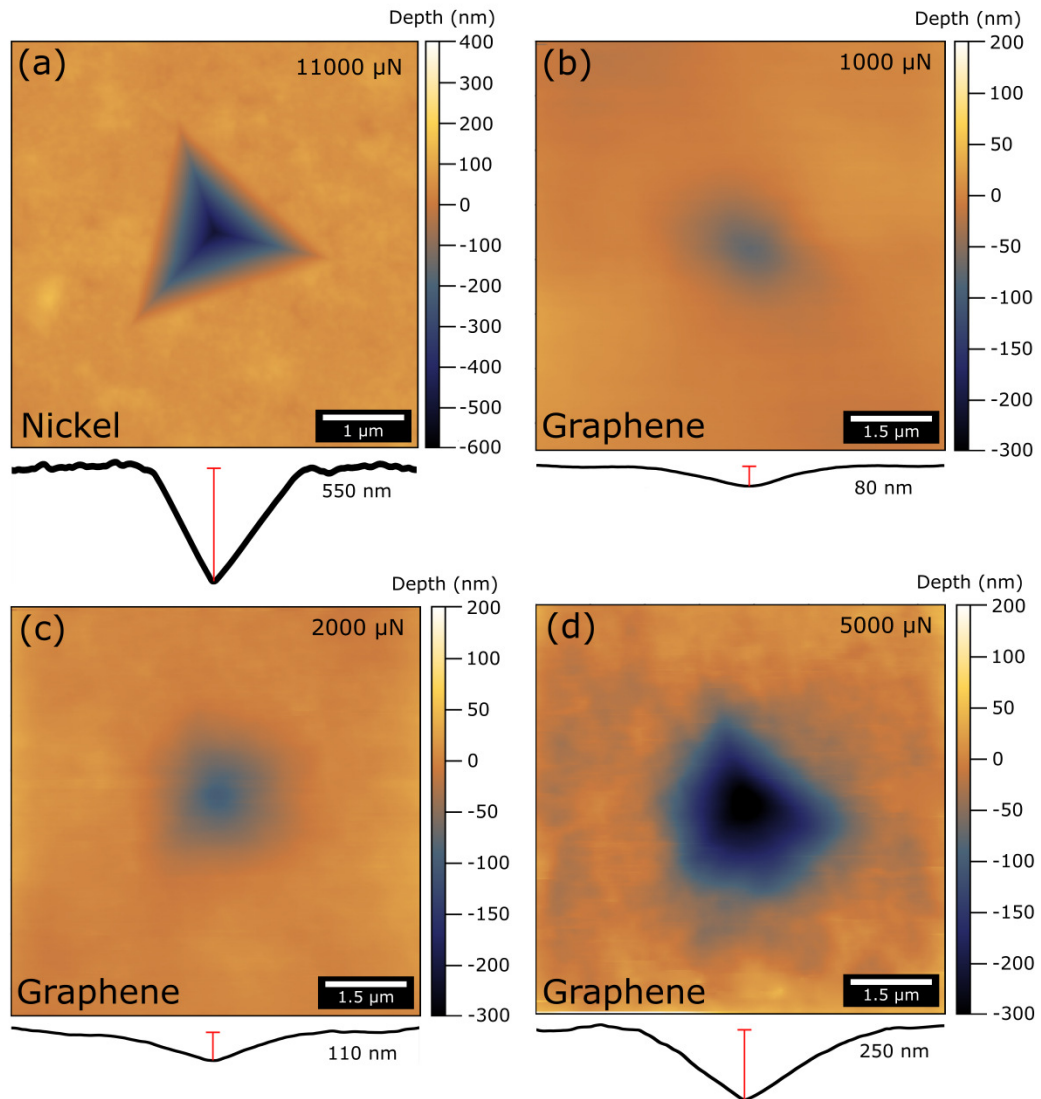 Depth (nm)
(a)
11000 µN
400
300
200
100
0
-100
-200
-300
-400
-500
-600
Nickel
1 µm
550 nm
Depth (nm)
(b)
1000 µN
200
100
50
0
-50
-100
-150
-200
-300
Graphene
1.5 µm
80 nm
Depth (nm)
(c)
2000 µN
200
100
50
0
-50
-100
-150
-200
-300
Graphene
1.5 µm
110 nm
Depth (nm)
(d)
5000 µN
200
100
50
0
-50
-100
-150
-200
-300
Graphene
1.5 µm
250 nm